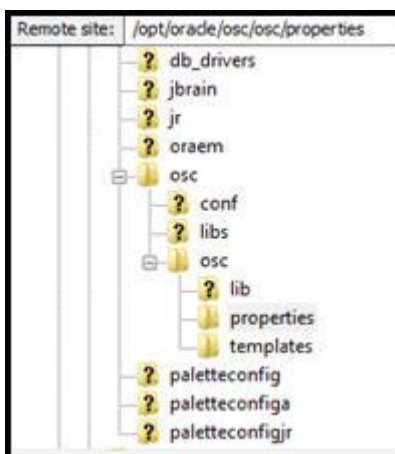 Remote site: /opt/oracle/osc/osc/properties
db_drivers
jbrain
jr
oraem
osc
conf
libs
osc
lib
properties
templates
paletteconfig
paletteconfiga
paletteconfigjr